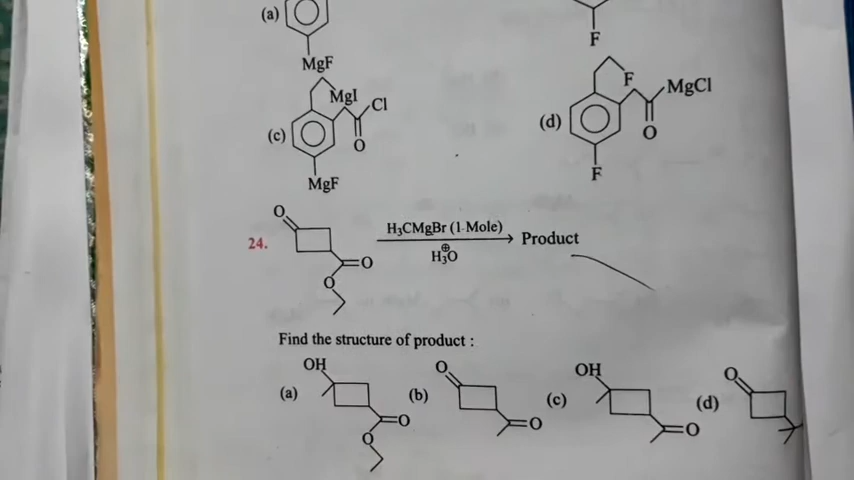 (a)
MgF
F
MgI
Cl
O
(c)
MgF
F
MgCl
O
(d)
F
24.
O
O
O
H₃CMgBr (1 Mole)
H₃O⊕
Product
Find the structure of product :
(a)
OH
O
O
(b)
O
O
(c)
OH
O
(d)
O